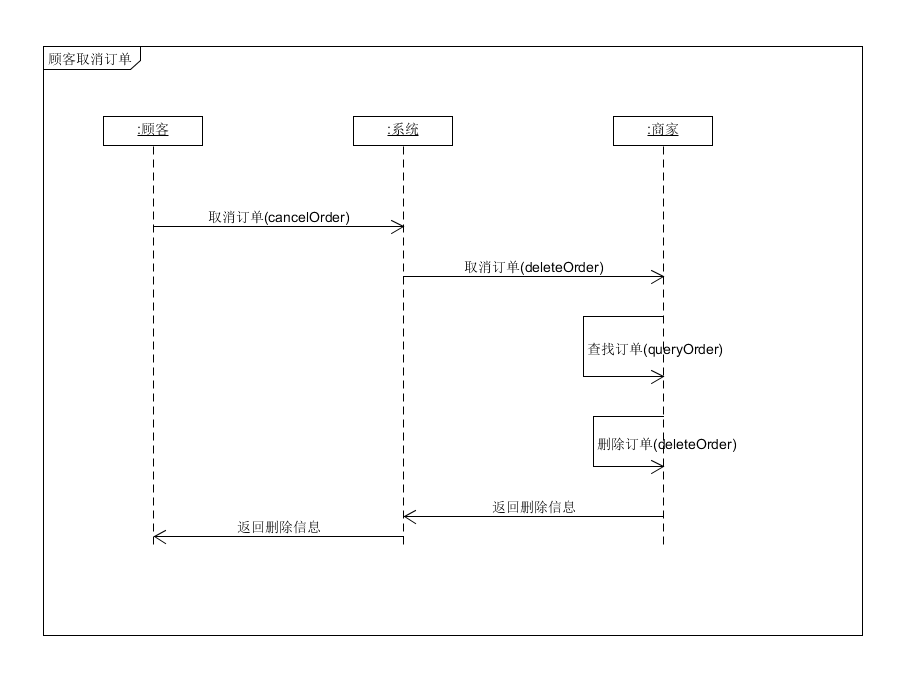 顾客取消订单
:顾客
:系统
:商家
取消订单(cancelOrder)
取消订单(deleteOrder)
查找订单(queryOrder)
删除订单(deleteOrder)
返回删除信息
返回删除信息